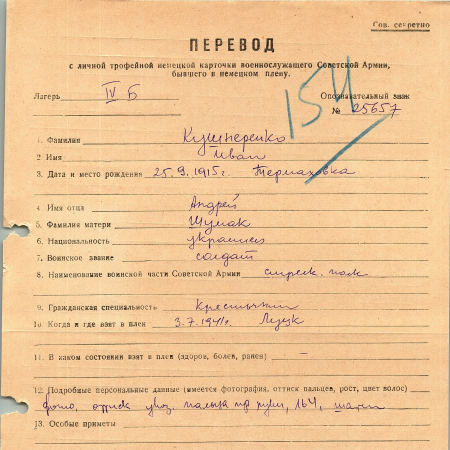 Сов. секретно
ПЕРЕВОД
с личной трофейной немецкой карточки военнослужащего Советской Армии,
бывшего в немецком плену.
Лагерь IV Б Опознавательный знак
№ 25657
154
1. Фамилия Кушнеренко
2 Имя Иван
3. Дата и место рождения 25.9.1915г. Термаховка
4. Имя отца Андрей
5. Фамилия матери Шумак
6. Национальность украинец
7. Воинское звание солдат
8. Наименование воинской части Советской Армии стрелк. полк
9. Гражданская специальность крестьянин
10 Когда и где взят в плен 3.7.1941г. Луцк
11. В каком состоянии взят в плен (здоров, болен, ранен)
12. Подробные персональные данные (имеется фотография, оттиск пальцев, рост, цвет волос)
фото, оттиск указ. пальца пр руки, 164,
13. Особые приметы